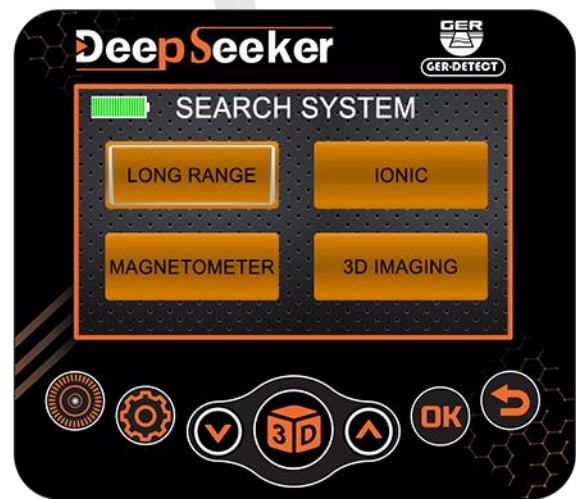 DeepSeeker
GER
GER-DETECT
SEARCH SYSTEM
LONG RANGE
IONIC
MAGNETOMETER
3D IMAGING
3D
OK